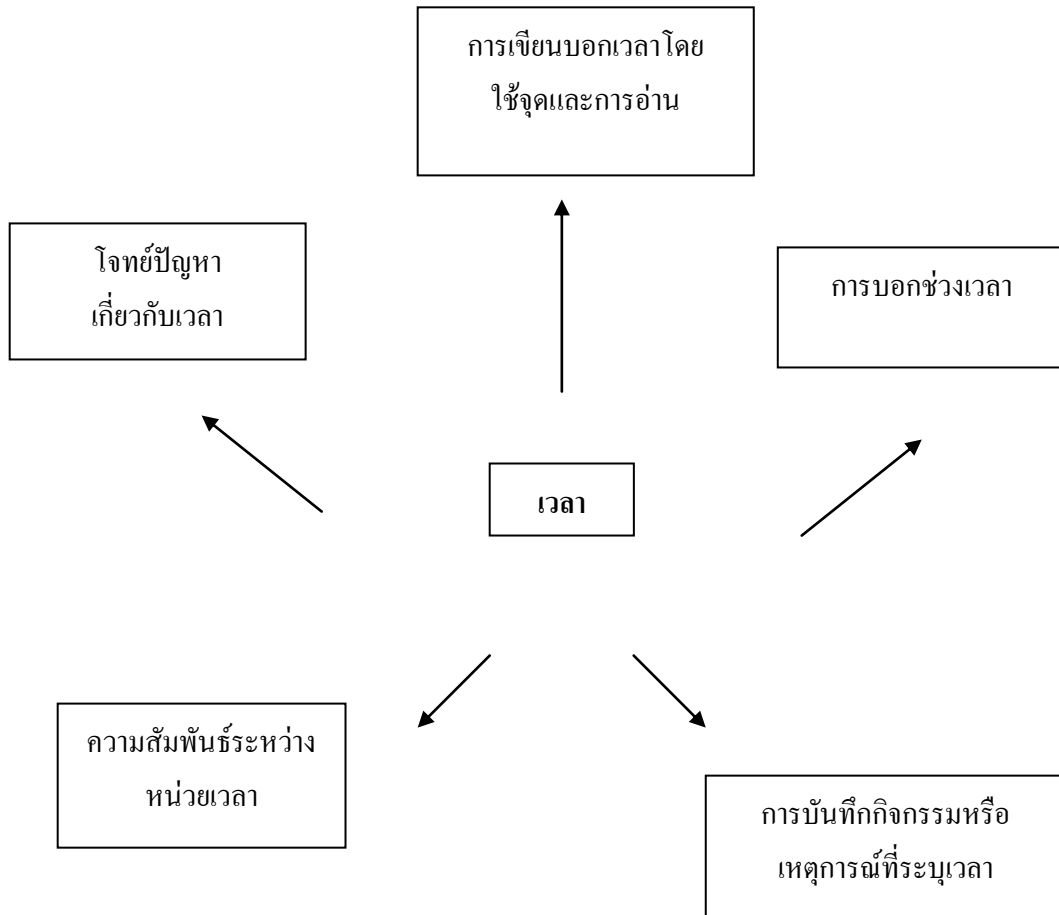 การเขียนบอกเวลาโดย
ใช้จุดและการอ่าน
โจทย์ปัญหา
เกี่ยวกับเวลา
การบอกช่วงเวลา
เวลา
ความสัมพันธ์ระหว่าง
หน่วยเวลา
การบันทึกกิจกรรมหรือ
เหตุการณ์ที่ระบุเวลา